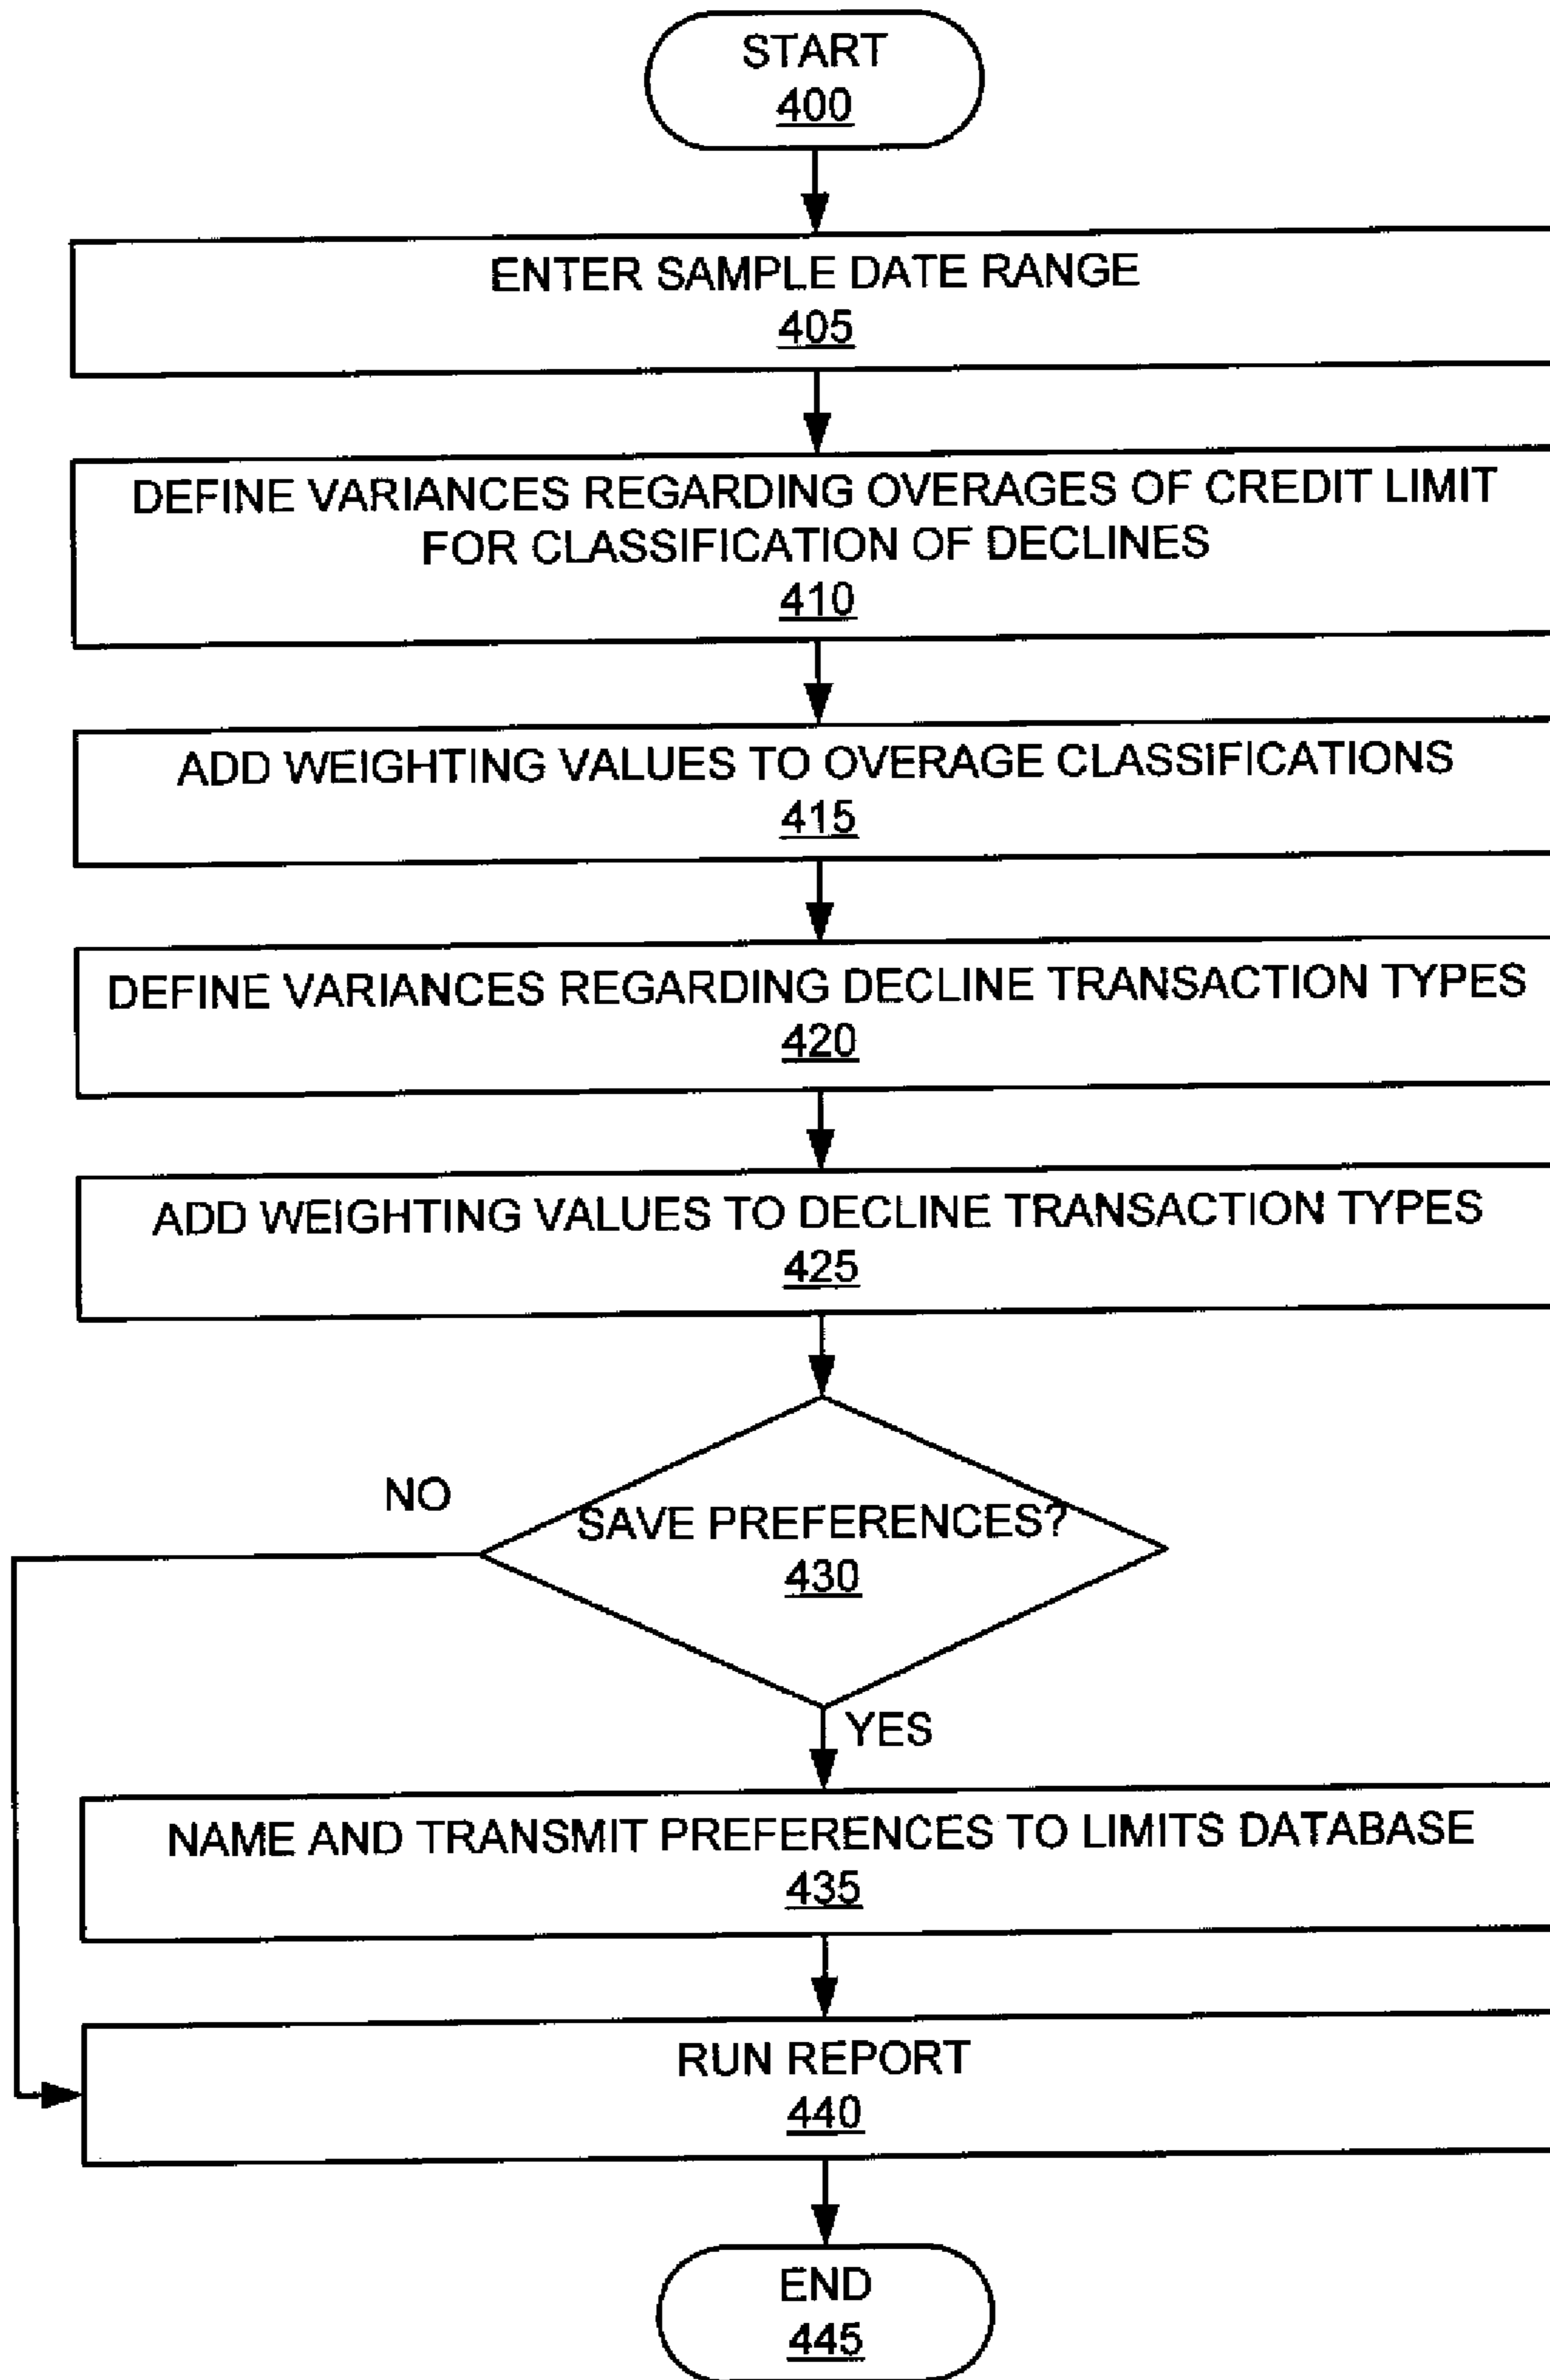 START
400
ENTER SAMPLE DATE RANGE
405
DEFINE VARIANCES REGARDING OVERAGES OF CREDIT LIMIT
FOR CLASSIFICATION OF DECLINES
410
ADD WEIGHTING VALUES TO OVERAGE CLASSIFICATIONS
415
DEFINE VARIANCES REGARDING DECLINE TRANSACTION TYPES
420
ADD WEIGHTING VALUES TO DECLINE TRANSACTION TYPES
425
NO
SAVE PREFERENCES?
430
YES
NAME AND TRANSMIT PREFERENCES TO LIMITS DATABASE
435
RUN REPORT
440
END
445